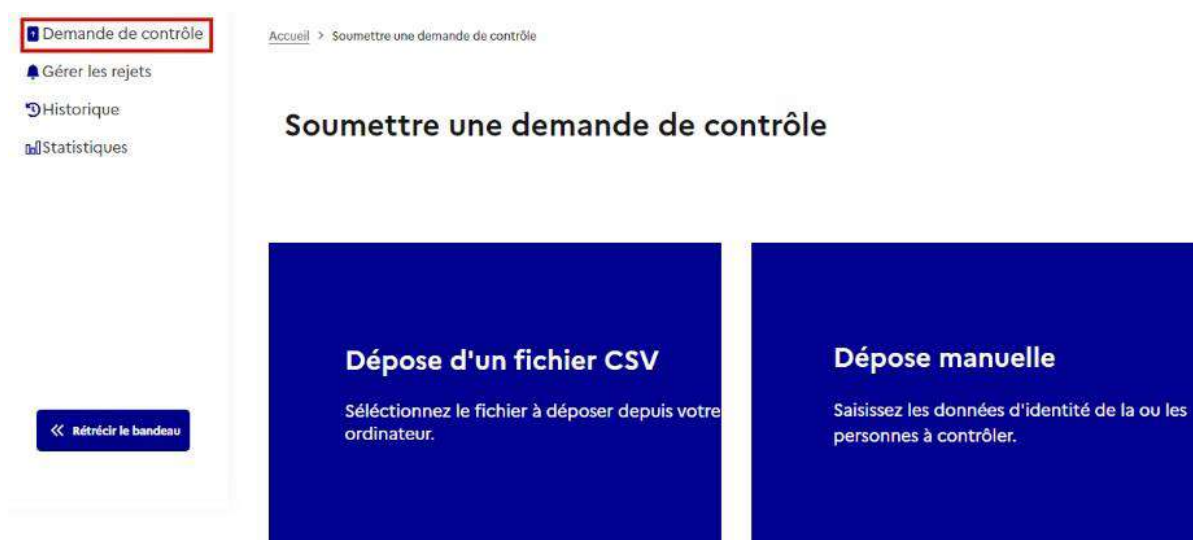 Demande de contrôle
Gérer les rejets
Historique
Statistiques
Rétrécir le bandeau
Accueil > Soumettre une demande de contrôle
Soumettre une demande de contrôle
Dépose d'un fichier CSV
Séléctionnez le fichier à déposer depuis votre
ordinateur.
Dépose manuelle
Saisissez les données d'identité de la ou les
personnes à contrôler.